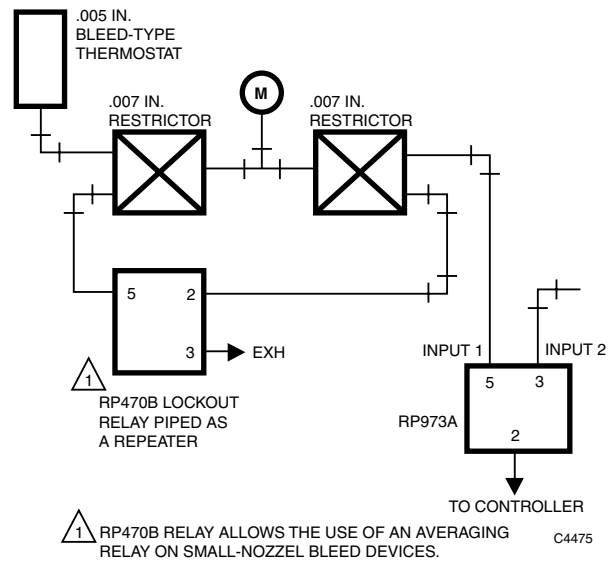 .005 IN.
BLEED-TYPE
THERMOSTAT
.007 IN.
RESTRICTOR
M
.007 IN.
RESTRICTOR
5
2
3
EXH
1
RP470B LOCKOUT
RELAY PIPED AS
A REPEATER
INPUT 1
INPUT 2
5
3
RP973A
2
TO CONTROLLER
1
RP470B RELAY ALLOWS THE USE OF AN AVERAGING
RELAY ON SMALL-NOZZEL BLEED DEVICES.
C4475